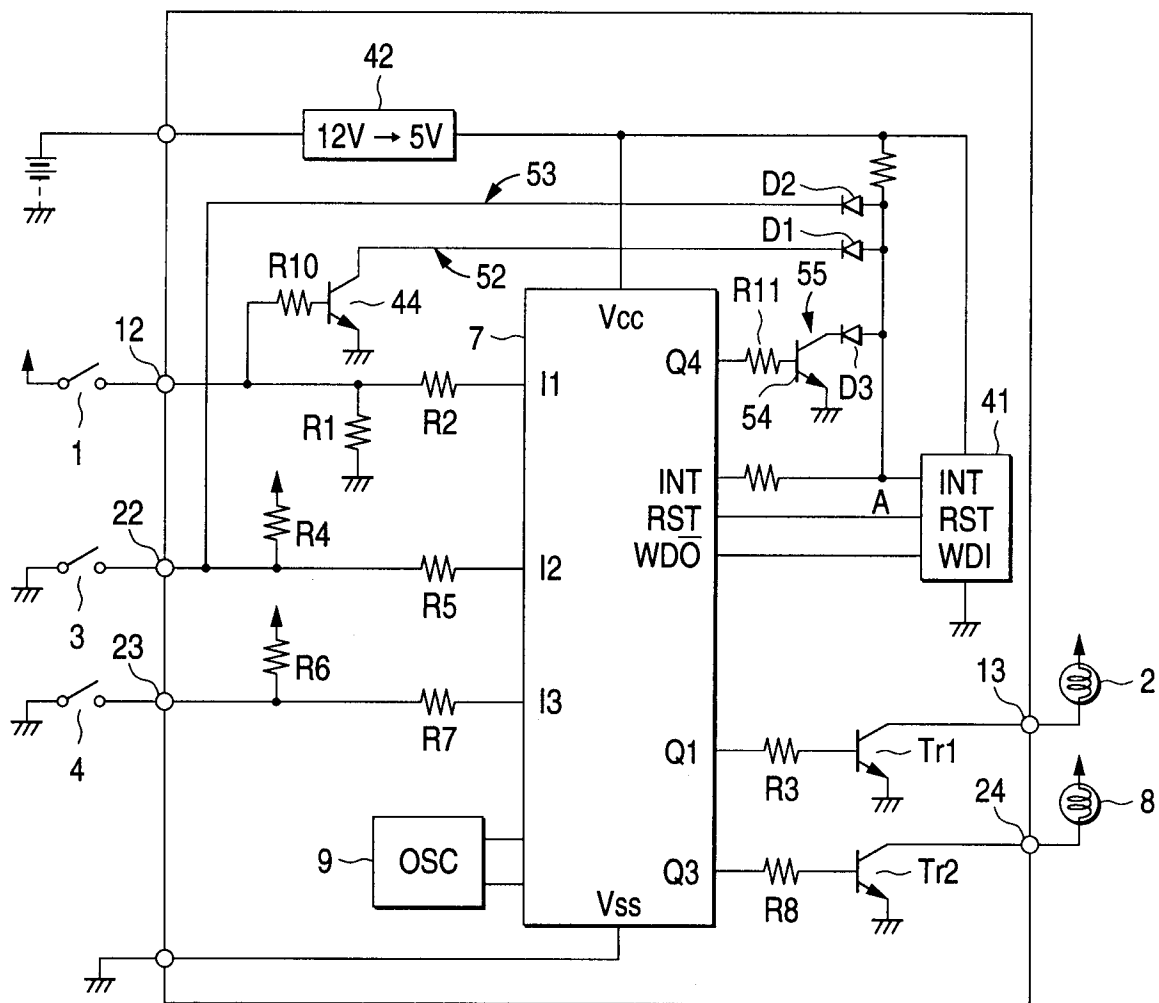 42
12V → 5V
53
D2
D1
52
R10
44
55
R11
7
Vcc
12
Q4
D3
54
41
I1
R2
R1
1
INT
A
INT
RST
RST
WDO̅
WDI
R4
22
I2
R5
3
R6
23
I3
R7
4
2
13
Q1
R3
Tr1
24
8
9
OSC
Q3
R8
Tr2
Vss